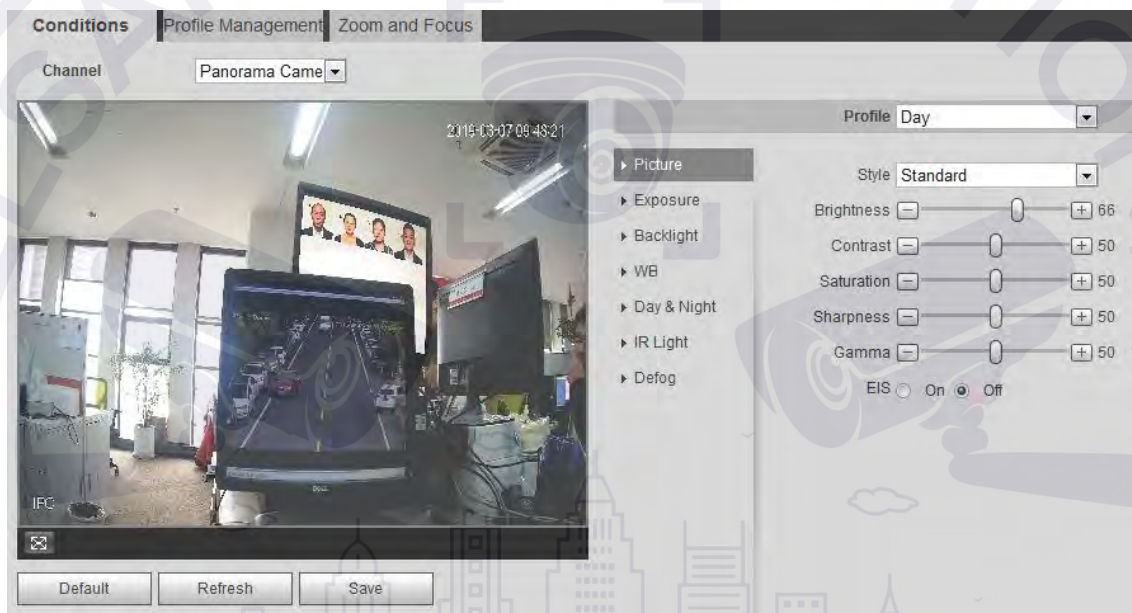 Conditions Profile Management Zoom and Focus
Channel Panorama Came
2019-03-07 09:48:21
IPC
DELL
Default Refresh Save
Profile Day
Picture
Exposure
Backlight
WB
Day & Night
IR Light
Defog
Style Standard
Brightness 66
Contrast 50
Saturation 50
Sharpness 50
Gamma 50
EIS On Off